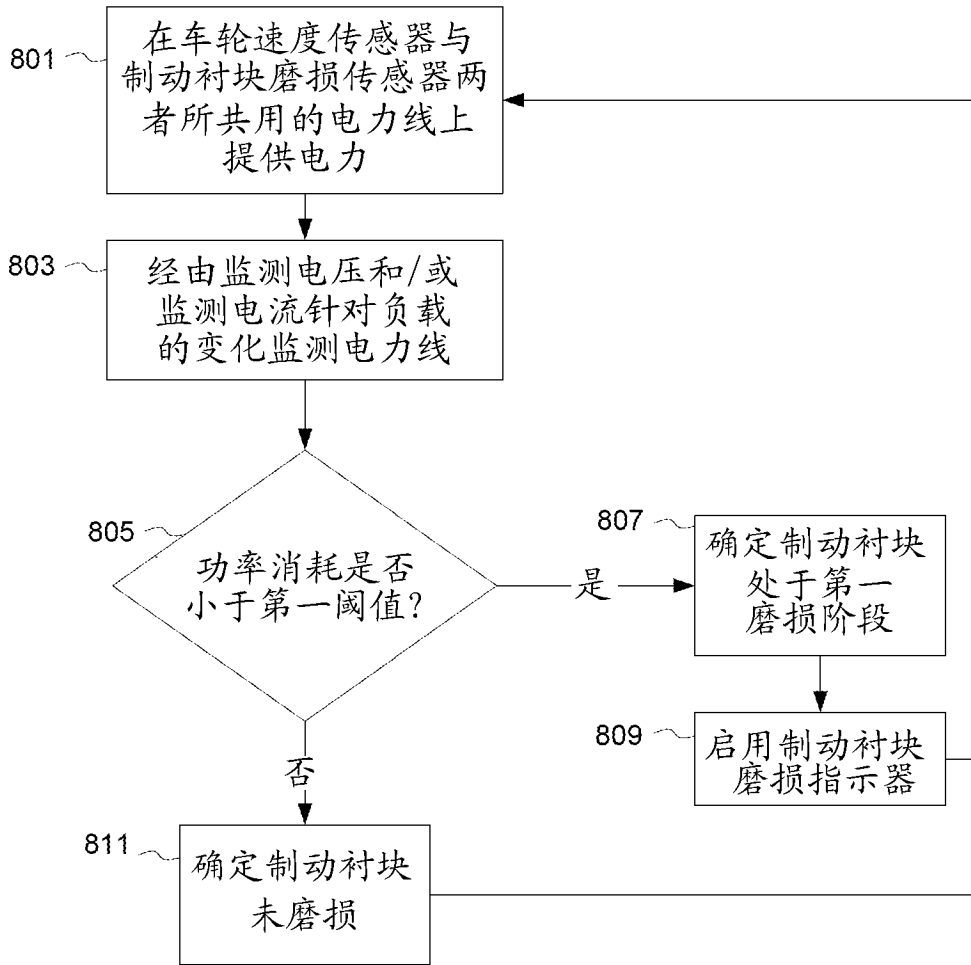 801
在车轮速度传感器与
制动衬块磨损传感器两
者所共用的电力线上
提供电力
803
经由监测电压和/或
监测电流针对负载
的变化监测电力线
805
功率消耗是否
小于第一阈值?
是
807
确定制动衬块
处于第一
磨损阶段
809
启用制动衬块
磨损指示器
否
811
确定制动衬块
未磨损